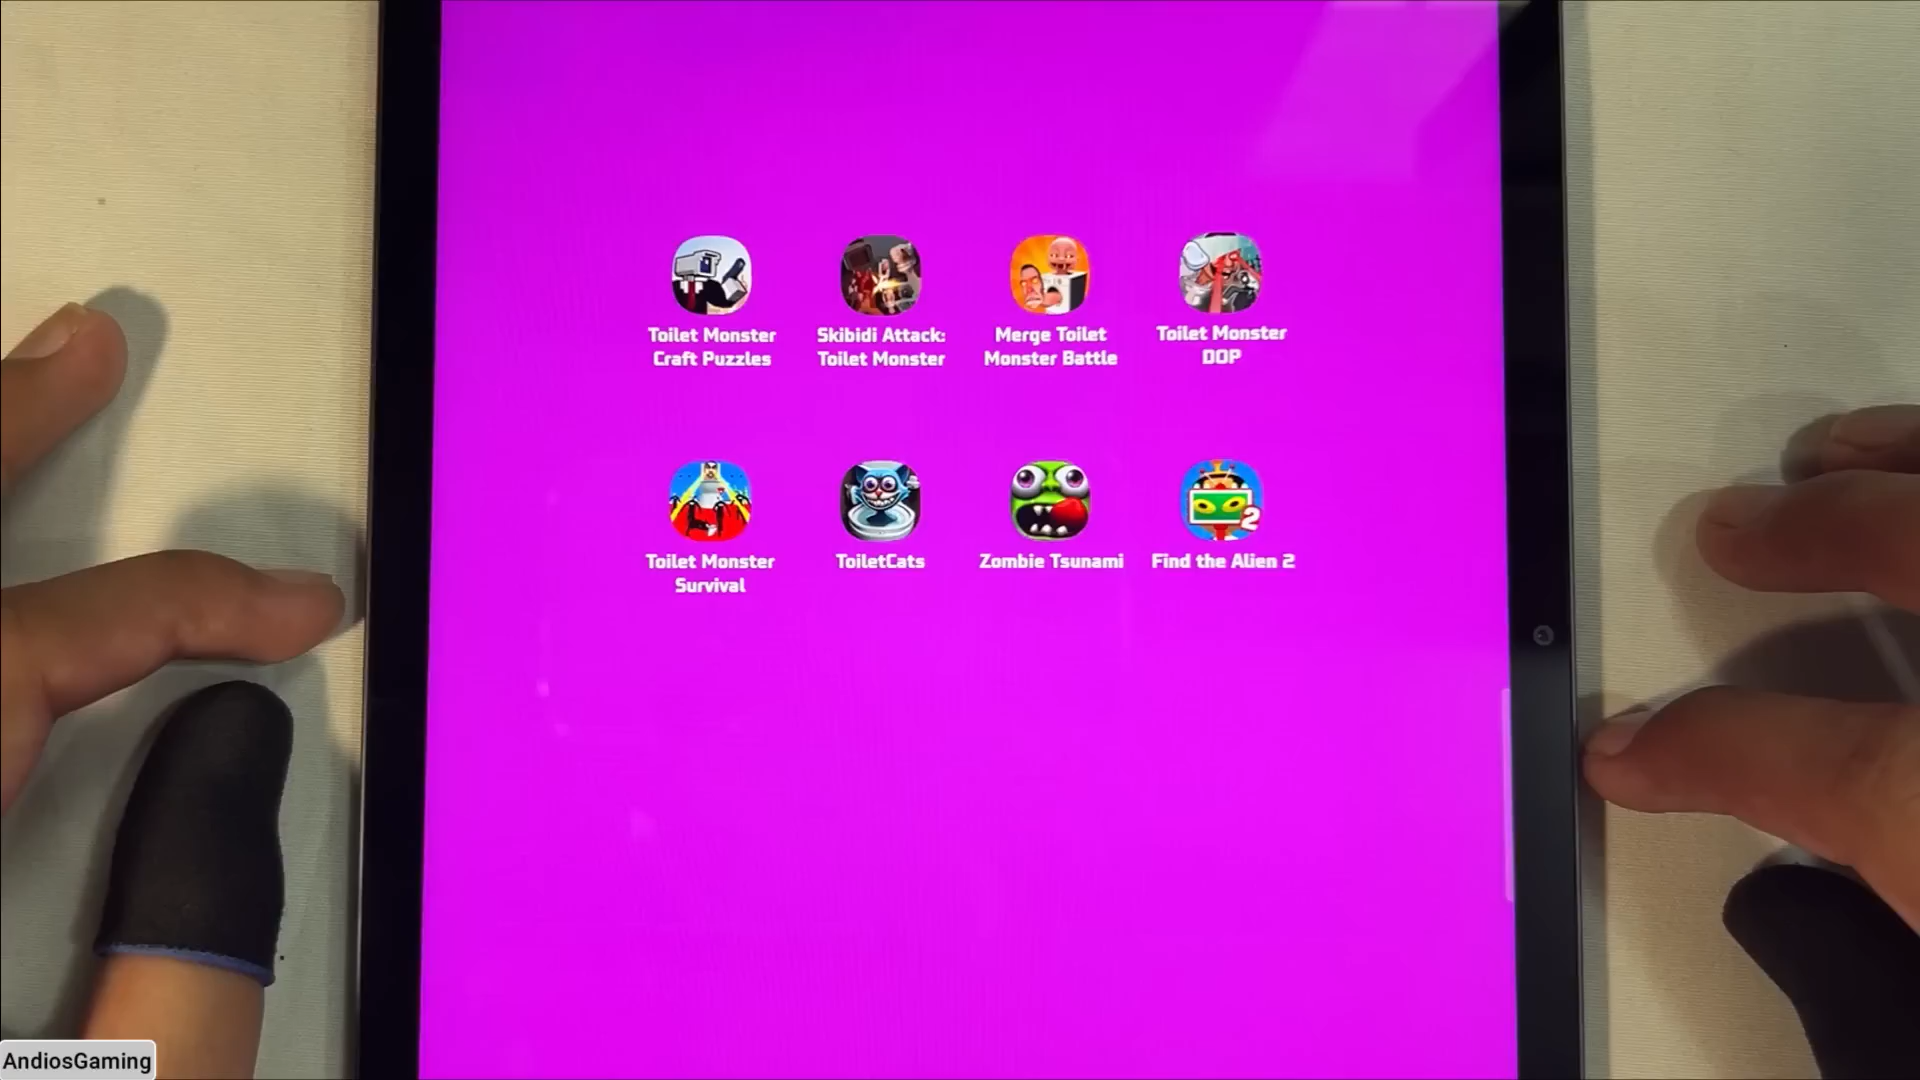 Toilet Monster
Craft Puzzles
Skibidi Attack:
Toilet Monster
Merge Toilet
Monster Battle
Toilet Monster
DOP
Toilet Monster
Survival
ToiletCats
Zombie Tsunami
Find the Alien 2
2
AndiosGaming